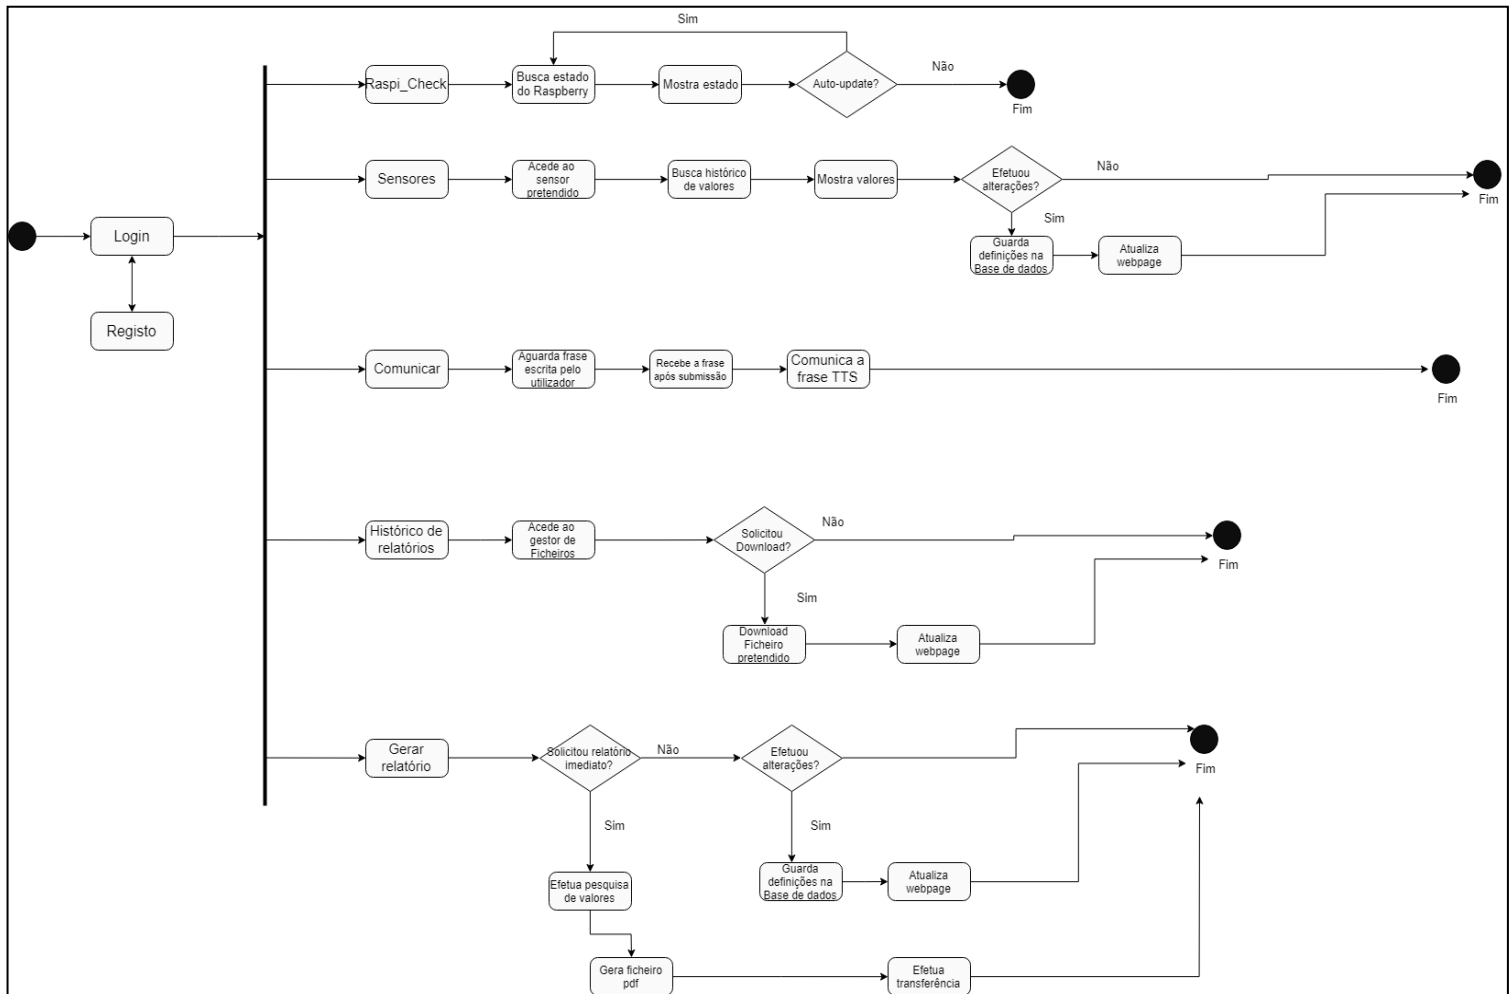 Sim
Raspi_Check
Busca estado
do Raspberry
Mostra estado
Auto-update?
Não
Fim
Sensores
Acede ao
sensor
pretendido
Busca histórico
de valores
Mostra valores
Efetuou
alterações?
Não
Fim
Sim
Guarda
definições na
Base de dados
Atualiza
webpage
Login
Registo
Comunicar
Aguarda frase
escrita pelo
utilizador
Recebe a frase
após submissão
Comunica a
frase TTS
Fim
Histórico de
relatórios
Acede ao
gestor de
Ficheiros
Solicitou
Download?
Não
Fim
Sim
Download
Ficheiro
pretendido
Atualiza
webpage
Gerar
relatório
Solicitou relatório
imediato?
Não
Efetuou
alterações?
Fim
Sim
Sim
Guarda
definições na
Base de dados
Atualiza
webpage
Efetua pesquisa
de valores
Gera ficheiro
pdf
Efetua
transferência